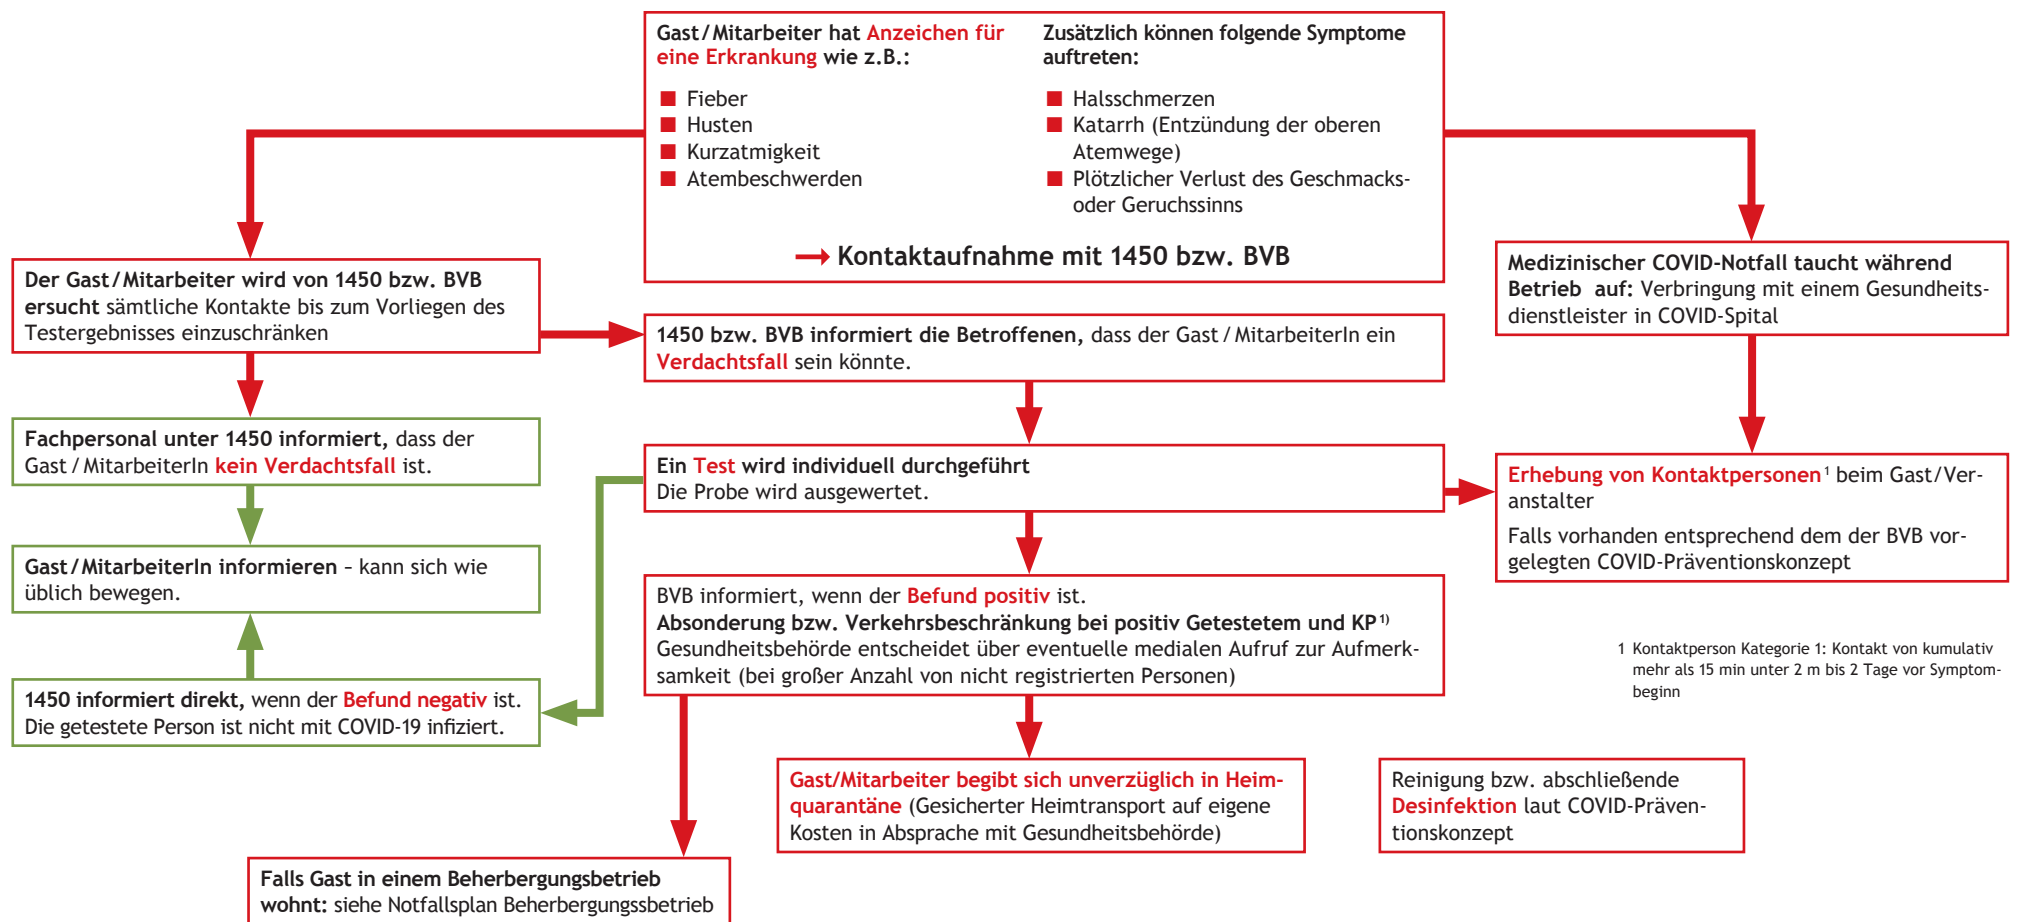 Gast/Mitarbeiter hat Anzeichen für
eine Erkrankung wie z.B.:
■ Fieber
■ Husten
■ Kurzatmigkeit
■ Atembeschwerden
Zusätzlich können folgende Symptome
auftreten:
■ Halsschmerzen
■ Katarrh (Entzündung der oberen
Atemwege)
■ Plötzlicher Verlust des Geschmacks-
oder Geruchssinns
→ Kontaktaufnahme mit 1450 bzw. BVB
Der Gast/Mitarbeiter wird von 1450 bzw. BVB
ersucht sämtliche Kontakte bis zum Vorliegen des
Testergebnisses einzuschränken
1450 bzw. BVB informiert die Betroffenen, dass der Gast/MitarbeiterIn ein
Verdachtsfall sein könnte.
Medizinischer COVID-Notfall taucht während
Betrieb auf: Verbringung mit einem Gesundheits-
dienstleister in COVID-Spital
Fachpersonal unter 1450 informiert, dass der
Gast/MitarbeiterIn kein Verdachtsfall ist.
Ein Test wird individuell durchgeführt
Die Probe wird ausgewertet.
Erhebung von Kontaktpersonen¹ beim Gast/Ver-
anstalter
Falls vorhanden entsprechend dem der BVB vor-
gelegten COVID-Präventionskonzept
Gast/MitarbeiterIn informieren – kann sich wie
üblich bewegen.
BVB informiert, wenn der Befund positiv ist.
Absonderung bzw. Verkehrsbeschränkung bei positiv Getestetem und KP¹⁾
Gesundheitsbehörde entscheidet über eventuelle medialen Aufruf zur Aufmerk-
samkeit (bei großer Anzahl von nicht registrierten Personen)
1 Kontaktperson Kategorie 1: Kontakt von kumulativ
mehr als 15 min unter 2 m bis 2 Tage vor Symptom-
beginn
1450 informiert direkt, wenn der Befund negativ ist.
Die getestete Person ist nicht mit COVID-19 infiziert.
Gast/Mitarbeiter begibt sich unverzüglich in Heim-
quarantäne (Gesicherter Heimtransport auf eigene
Kosten in Absprache mit Gesundheitsbehörde)
Reinigung bzw. abschließende
Desinfektion laut COVID-Präven-
tionskonzept
Falls Gast in einem Beherbergungsbetrieb
wohnt: siehe Notfallsplan Beherbergungssbetrieb